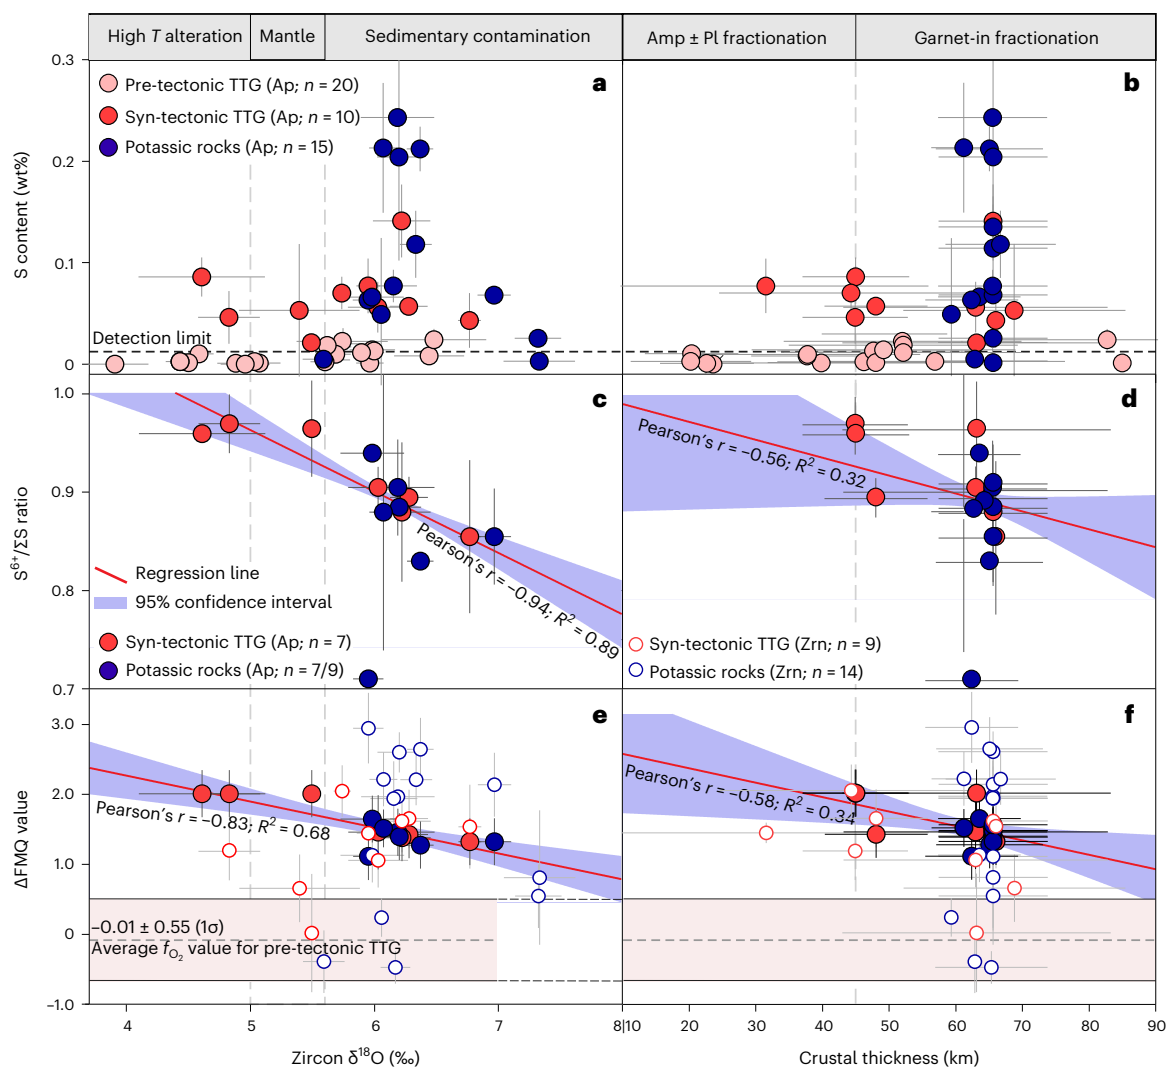 High T alteration
Mantle
Sedimentary contamination
Amp ± Pl fractionation
Garnet-in fractionation
0.3
0.2
0.1
0
S content (wt%)
a
Pre-tectonic TTG (Ap; n = 20)
Syn-tectonic TTG (Ap; n = 10)
Potassic rocks (Ap; n = 15)
Detection limit
b
1.0
0.9
0.8
0.7
S⁶⁺/ΣS ratio
c
Pearson's r = −0.94; R² = 0.89
Regression line
95% confidence interval
Syn-tectonic TTG (Ap; n = 7)
Potassic rocks (Ap; n = 7/9)
d
Pearson's r = −0.56; R² = 0.32
Syn-tectonic TTG (Zrn; n = 9)
Potassic rocks (Zrn; n = 14)
3.0
2.0
1.0
0
−1.0
ΔFMQ value
e
Pearson's r = −0.83; R² = 0.68
−0.01 ± 0.55 (1σ)
Average f_O₂ value for pre-tectonic TTG
f
Pearson's r = −0.58; R² = 0.34
4 5 6 7 8
Zircon δ¹⁸O (‰)
10 20 30 40 50 60 70 80 90
Crustal thickness (km)